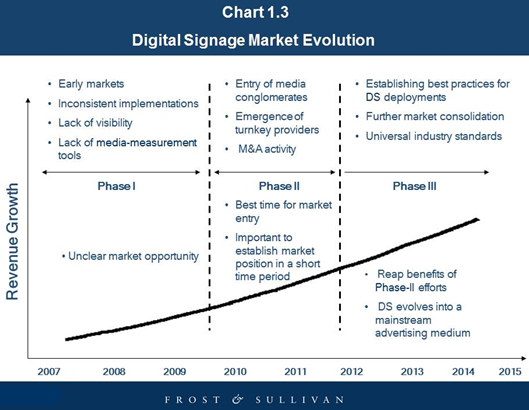 Chart 1.3
Digital Signage Market Evolution
• Early markets
• Inconsistent implementations
• Lack of visibility
• Lack of media-measurement
tools
• Entry of media
conglomerates
• Emergence of
turnkey providers
• M&A activity
• Establishing best practices for
DS deployments
• Further market consolidation
• Universal industry standards
Phase I
Phase II
Phase III
Revenue Growth
• Unclear market opportunity
• Best time for market
entry
• Important to
establish market
position in a short
time period
• Reap benefits of
Phase-II efforts
• DS evolves into a
mainstream
advertising medium
2007 2008 2009 2010 2011 2012 2013 2014 2015
FROST & SULLIVAN